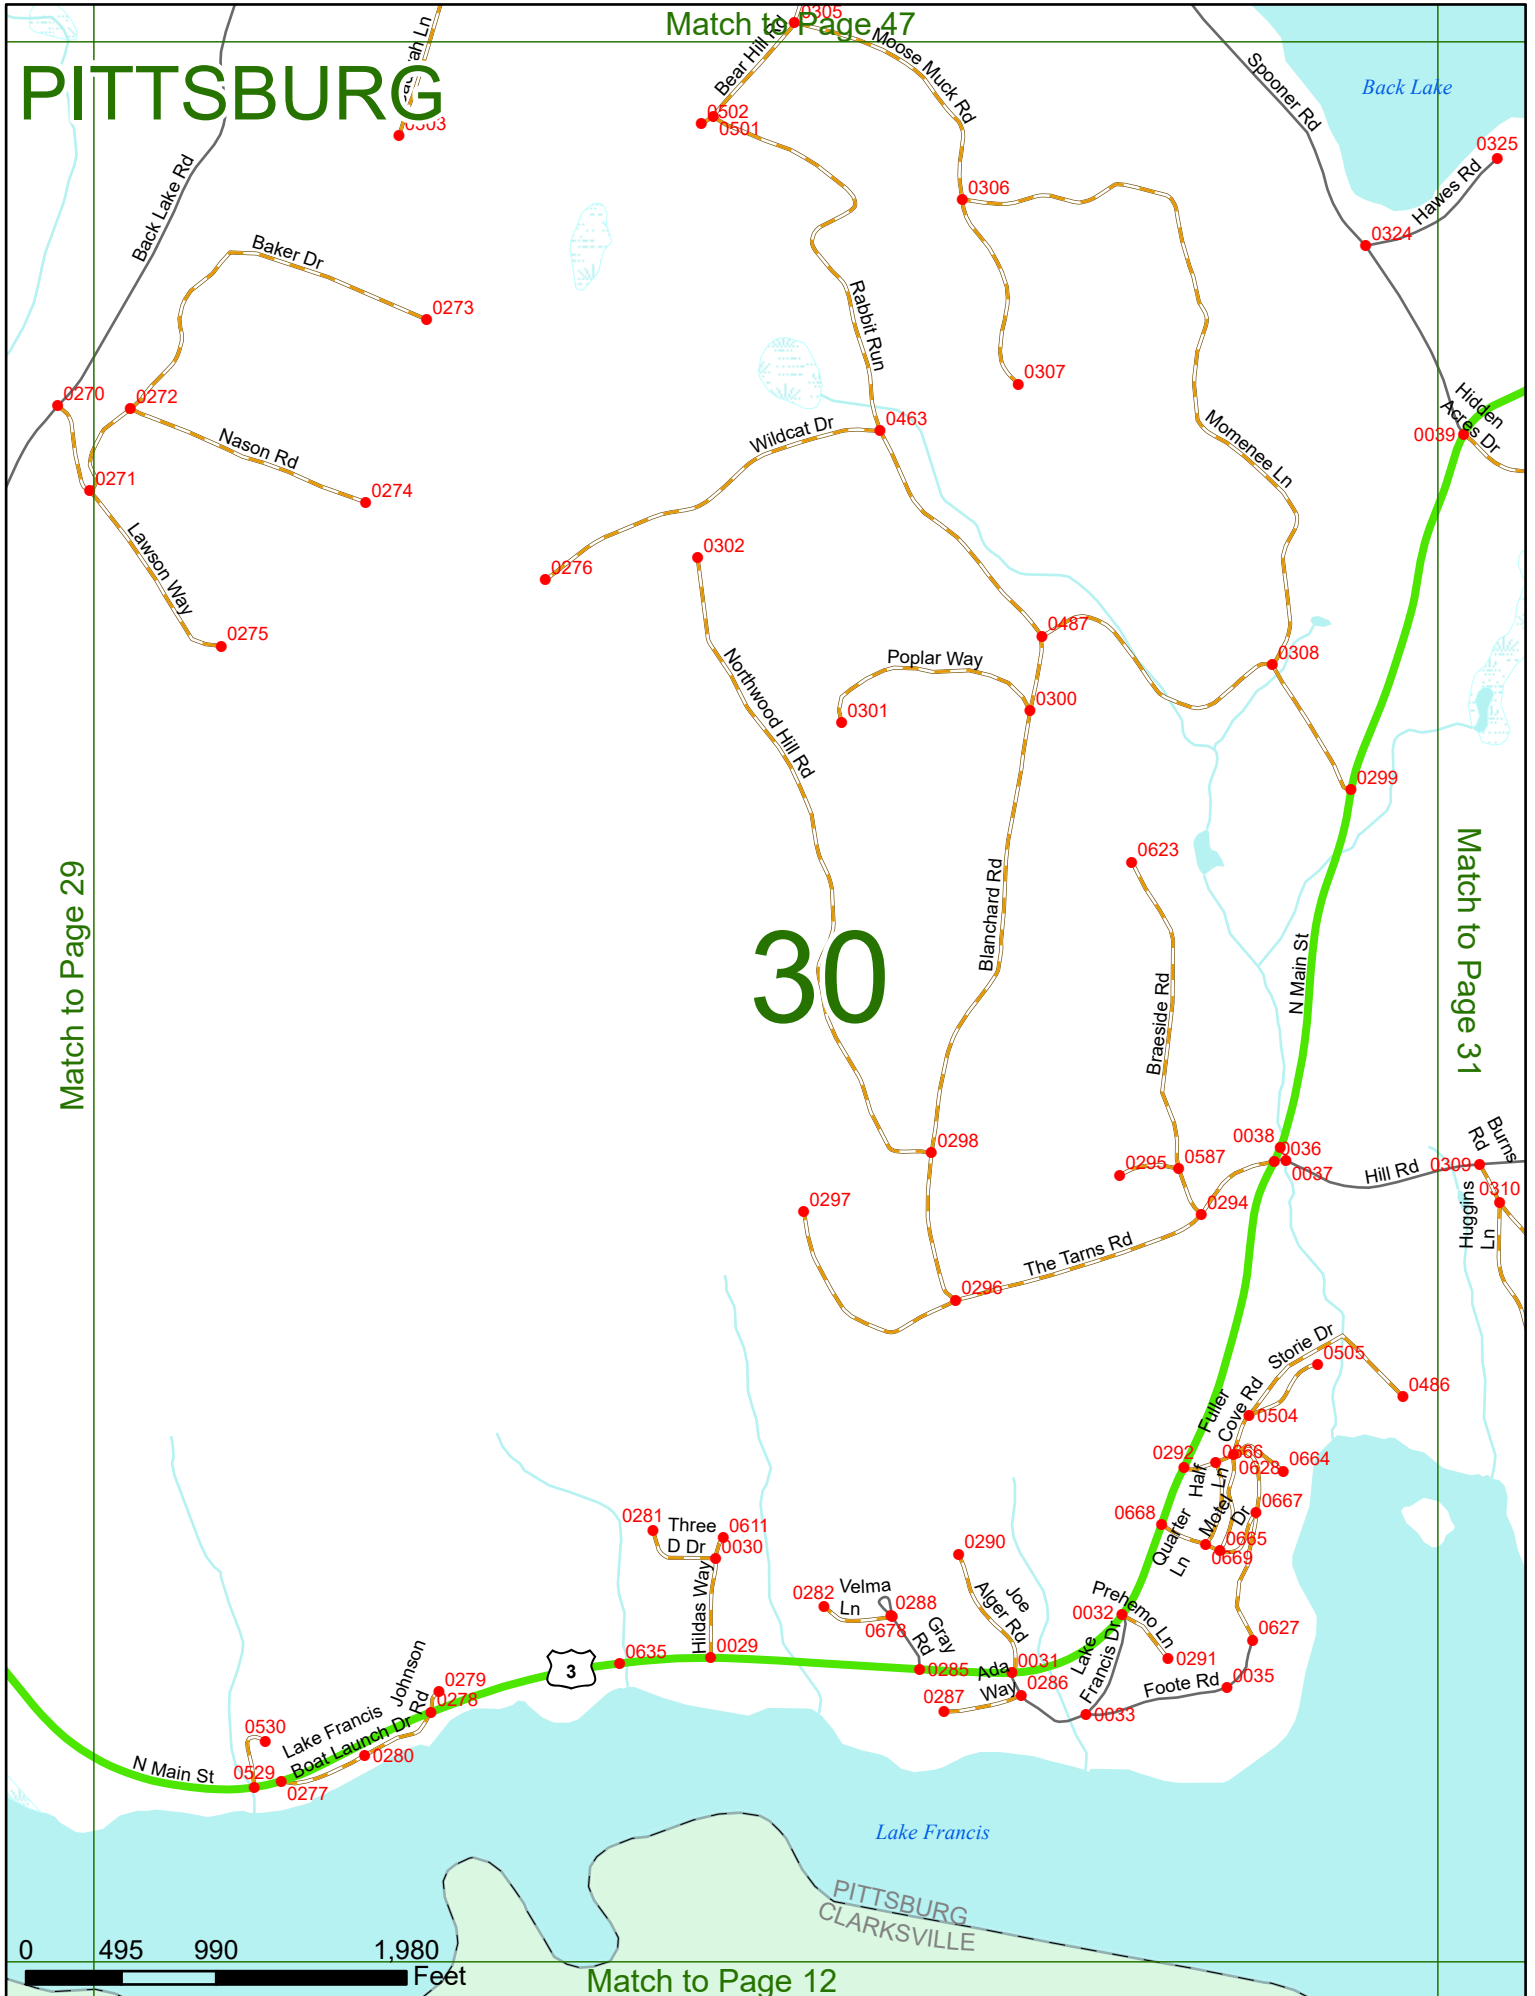 Match to Page 47
PITTSBURG
0305
Bear Hill Rd
Moose Muck Rd
Spooner Rd
Back Lake
0502
0501
0503
0325
Hawes Rd
0324
0306
Back Lake Rd
Baker Dr
0273
Rabbit Run
0307
0270
0272
Nason Rd
0274
0271
Lawson Way
0275
Wildcat Dr
0463
0276
Momenee Ln
Hidden
Acres Dr
0039
0302
0487
0308
Northwood Hill Rd
Poplar Way
0301
0300
0299
Match to Page 29
Match to Page 31
0623
Blanchard Rd
30
N Main St
Braeside Rd
0298
0295
0587
0038
0036
0037
Hill Rd
0309
Burns
Rd
0310
Huggins
Ln
0297
0294
The Tarns Rd
0296
Storie Dr
0505
0486
Fuller
Cove Rd
0504
0292
Half
Ln
0666
0628
0664
0668
Quarter
Ln
Motel
Dr
0667
0665
0669
0281
Three
D Dr
0611
0030
Hildas Way
0029
0282
Velma
Ln
0288
0678
Gray
Rd
0285
0290
Joe
Alger Rd
0031
Ada
Way
0286
0287
Prehemo Ln
0032
Lake
Francis Dr
0291
0033
Foote Rd
0627
0035
0635
3
Johnson
Rd
0279
0278
Lake Francis
Boat Launch Dr
0280
0530
0529
0277
N Main St
Lake Francis
PITTSBURG
CLARKSVILLE
0 495 990 1,980
Feet
Match to Page 12